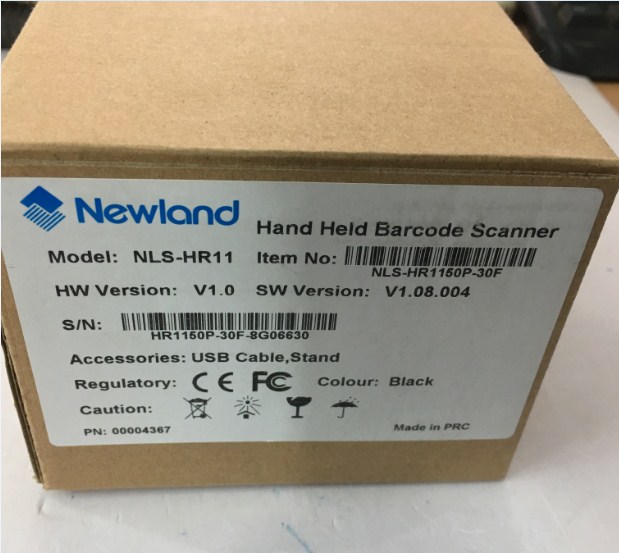 Newland
Hand Held Barcode Scanner
Model: NLS-HR11 Item No:
NLS-HR1150P-30F
HW Version: V1.0 SW Version: V1.08.004
S/N:
HR1150P-30F-8G06630
Accessories: USB Cable,Stand
Regulatory: CE FC Colour: Black
Caution:
PN: 00004367 Made in PRC